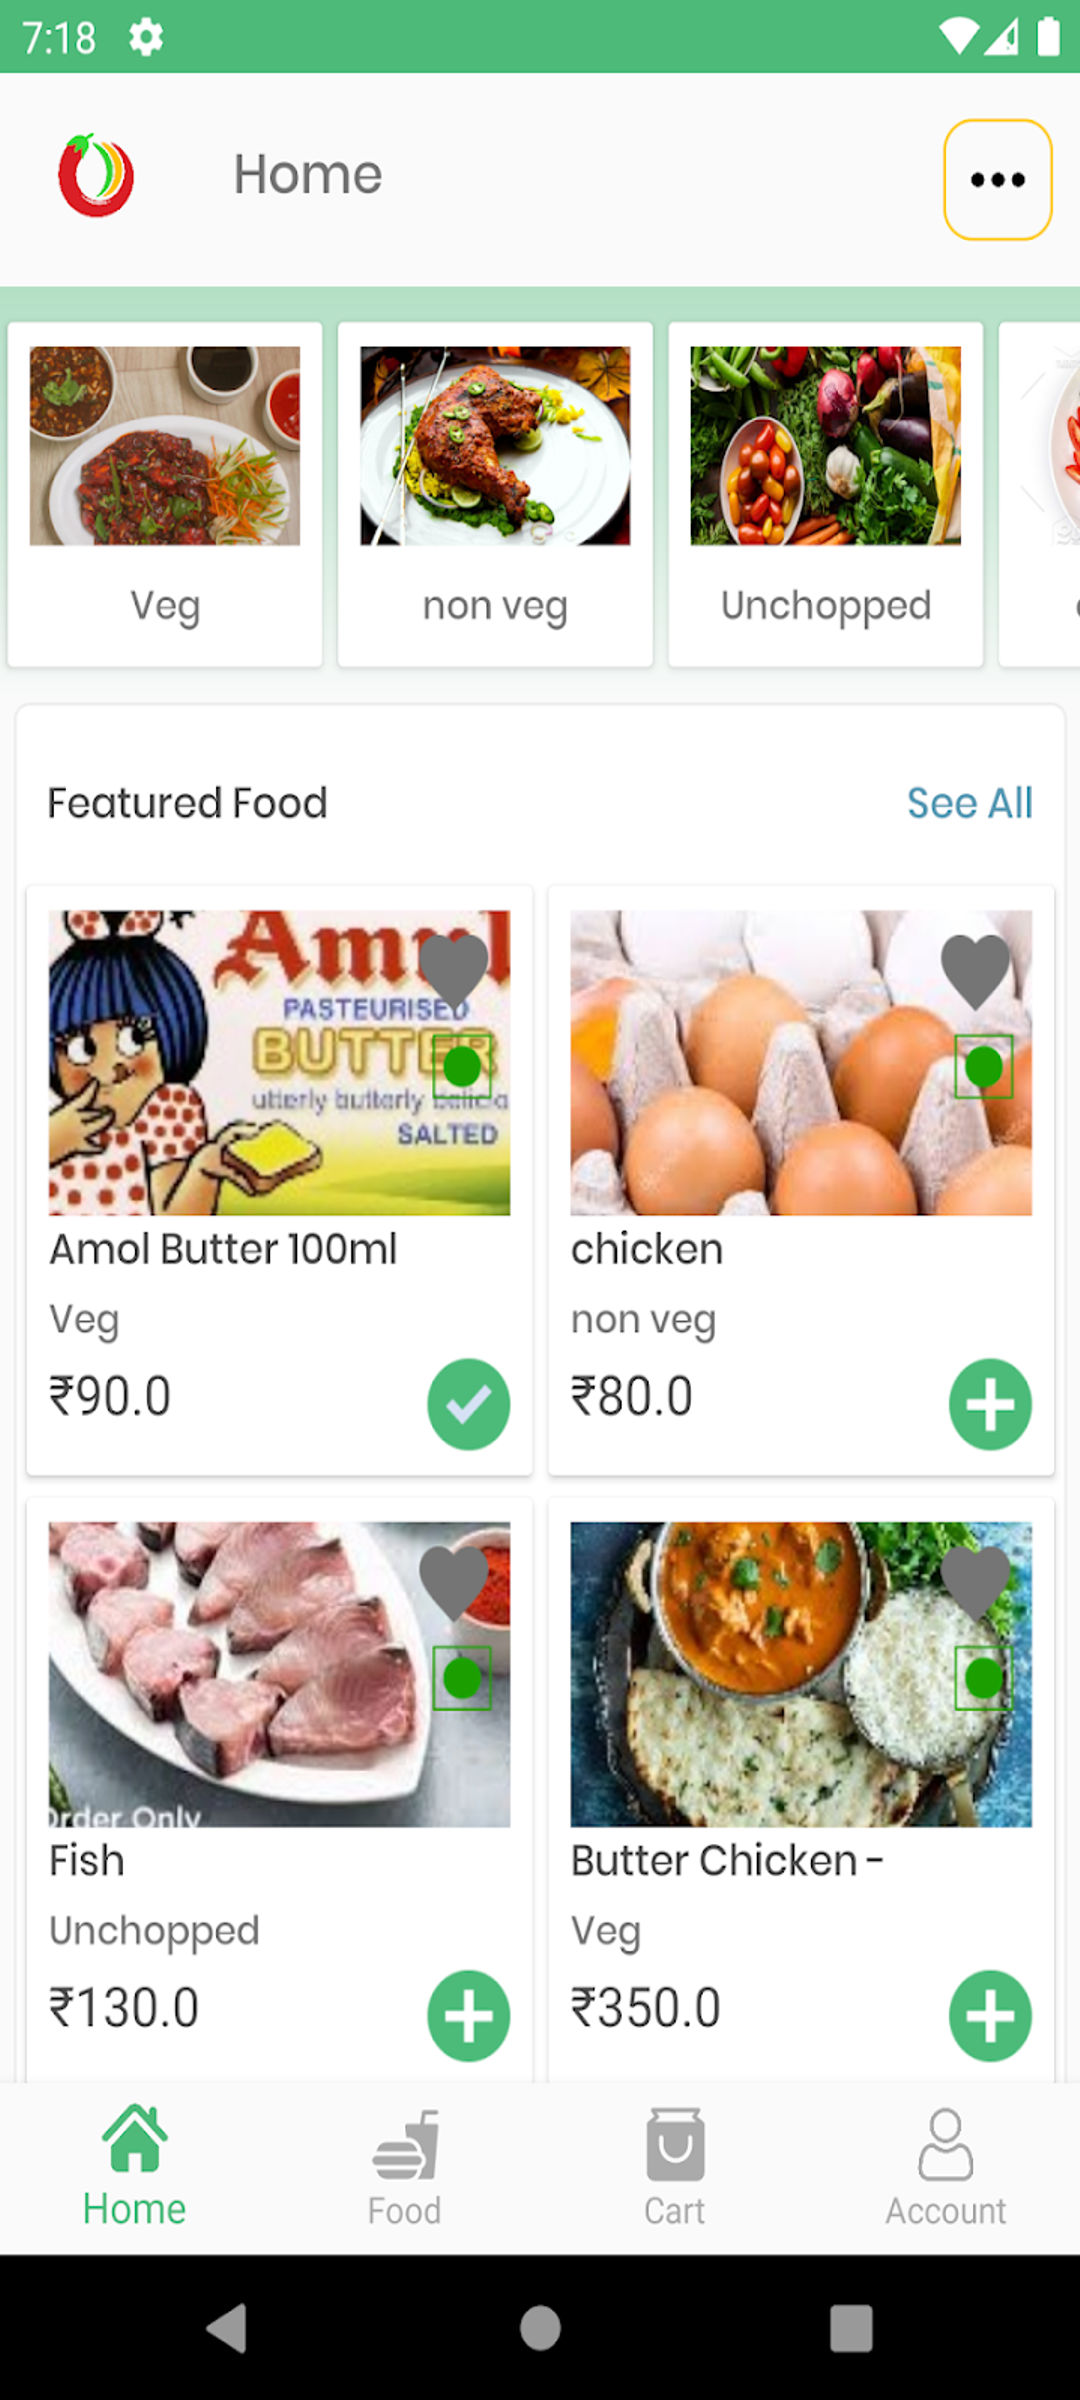 7:18
Home
Veg
non veg
Unchopped
Featured Food
See All
Amul
PASTEURISED
BUTTER
utterly butterly delicio
SALTED
Amol Butter 100ml
Veg
₹90.0
chicken
non veg
₹80.0
Order Only
Fish
Unchopped
₹130.0
Butter Chicken -
Veg
₹350.0
Home
Food
Cart
Account